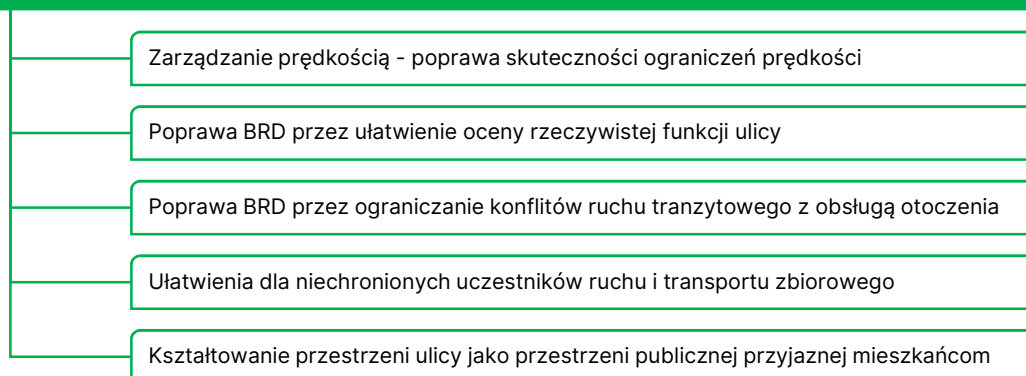 Zarządzanie prędkością - poprawa skuteczności ograniczeń prędkości
Poprawa BRD przez ułatwienie oceny rzeczywistej funkcji ulicy
Poprawa BRD przez ograniczanie konflitów ruchu tranzytowego z obsługą otoczenia
Ułatwienia dla niechronionych uczestników ruchu i transportu zbiorowego
Kształtowanie przestrzeni ulicy jako przestrzeni publicznej przyjaznej mieszkańcom